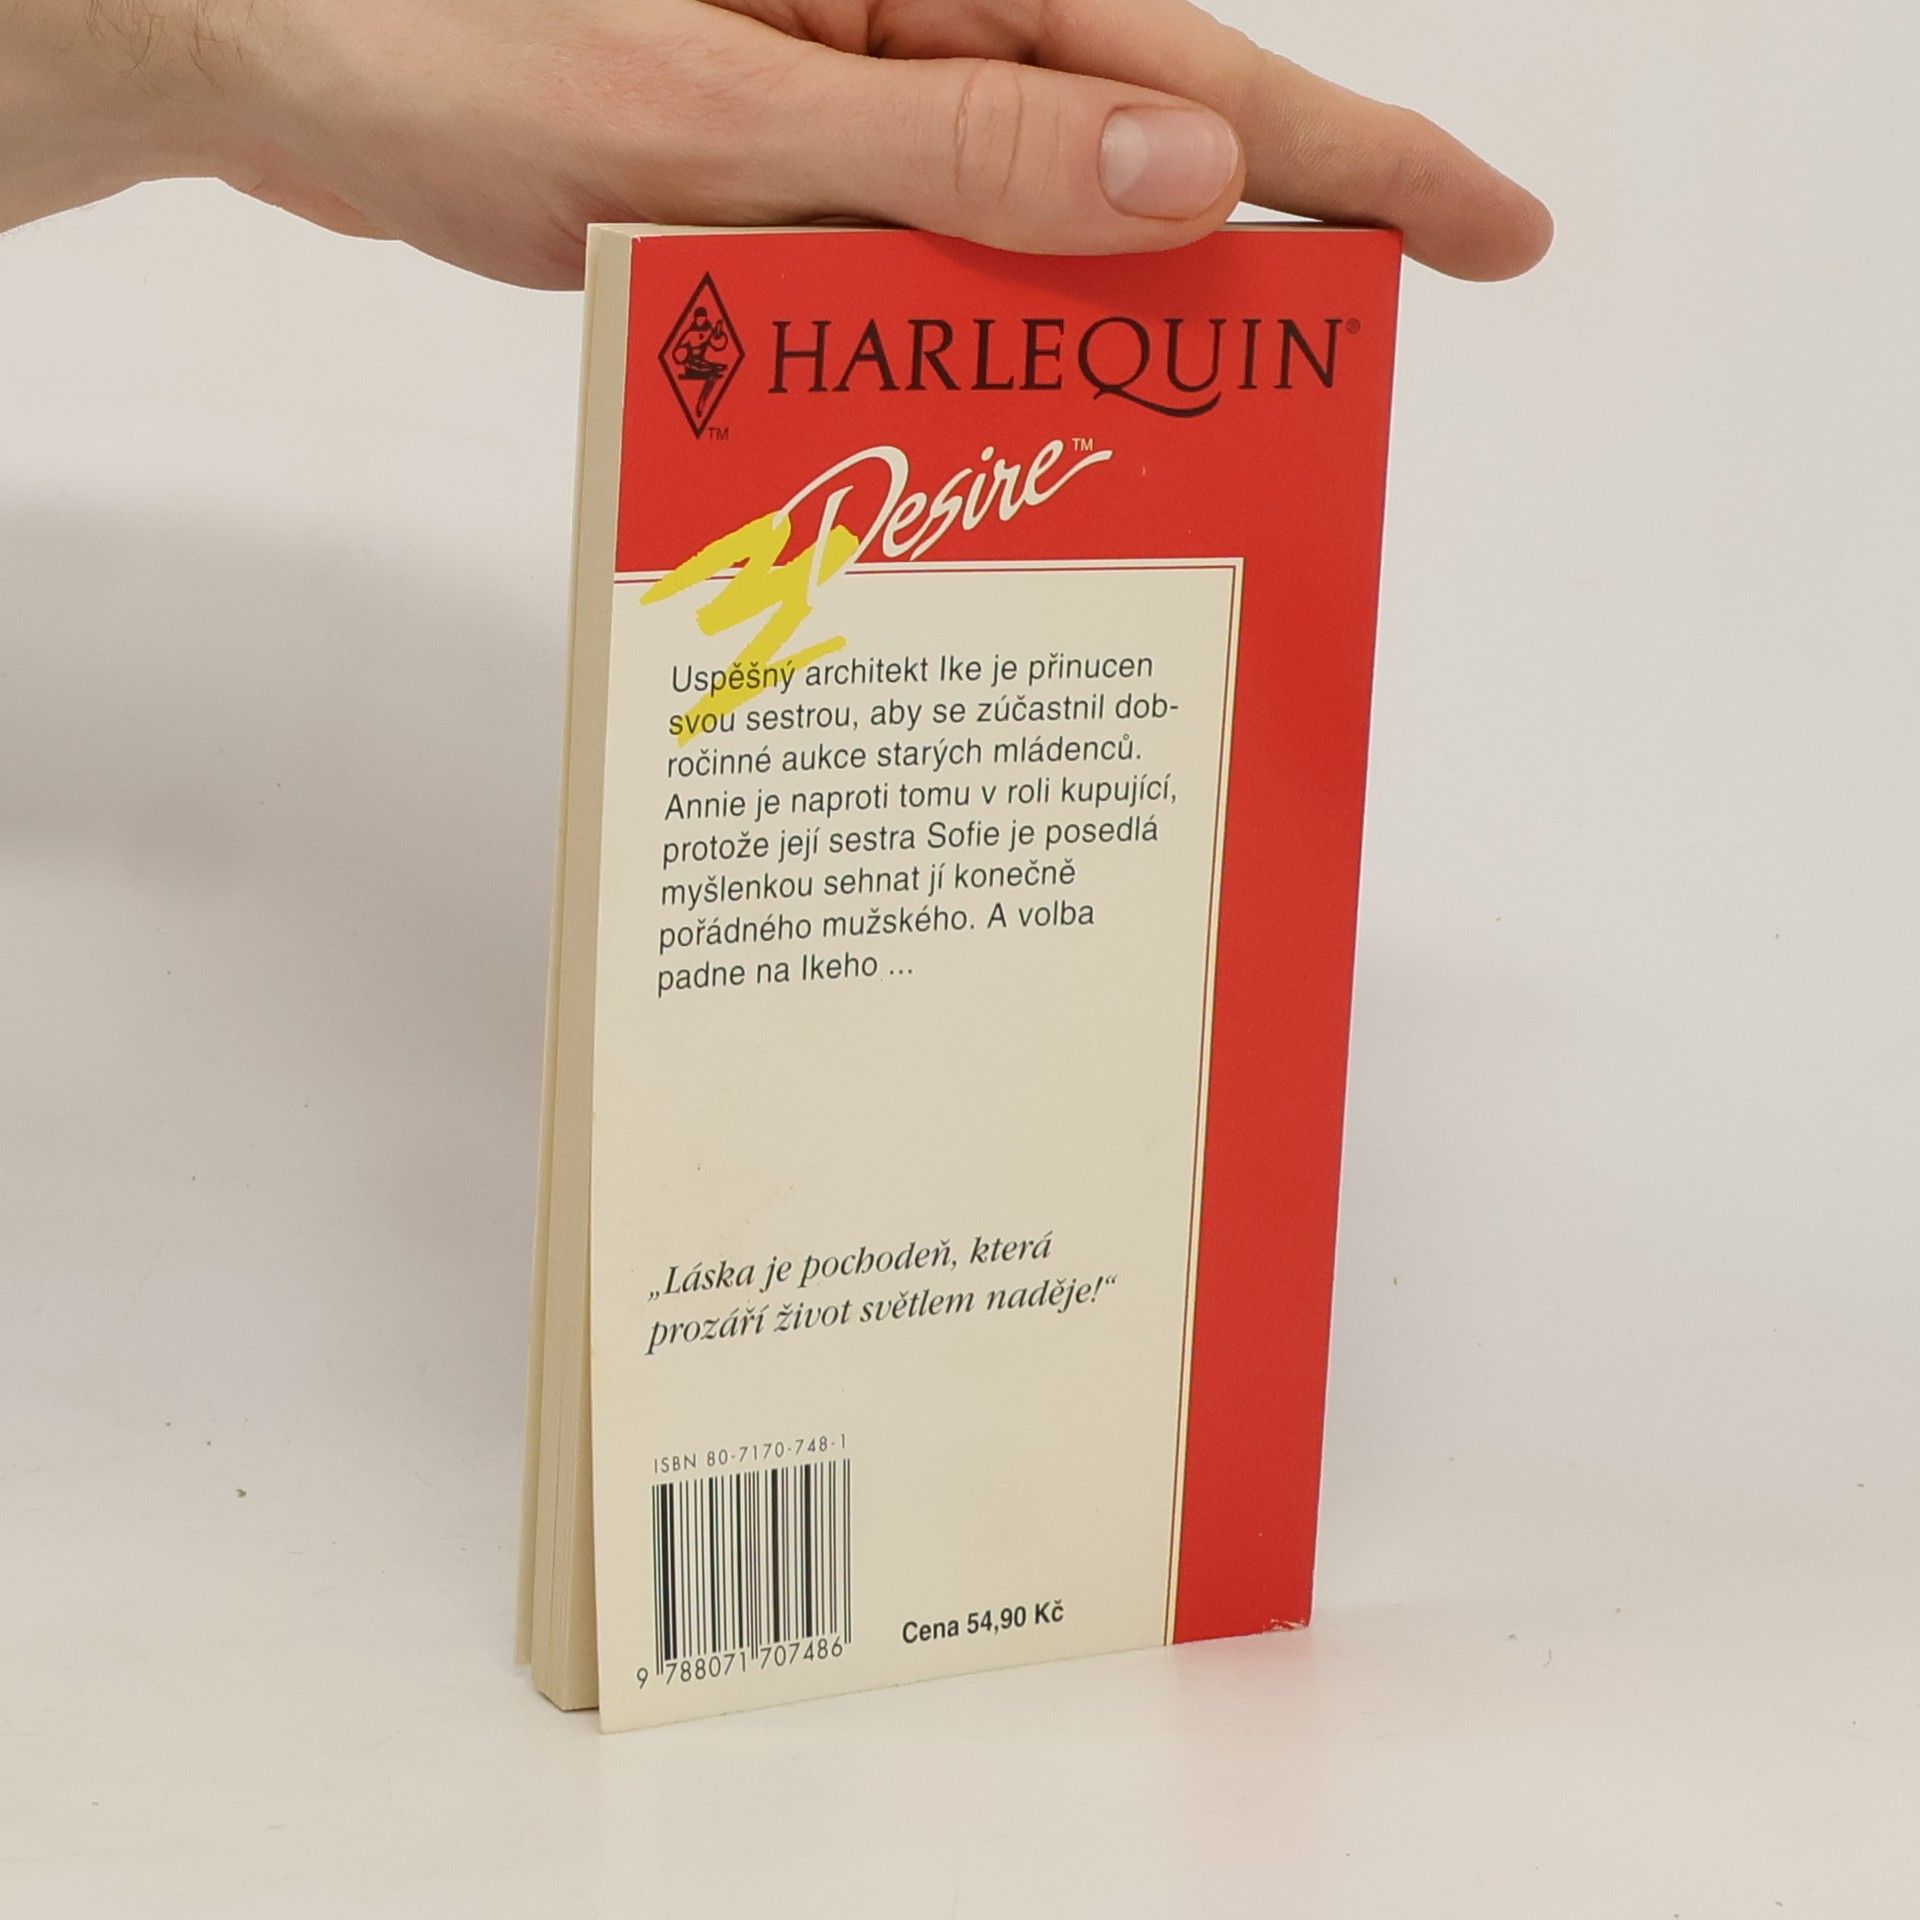 HARLEQUIN®
TM
Desire™
Uspěšný architekt Ike je přinucen
svou sestrou, aby se zúčastnil dob-
ročinné aukce starých mládenců.
Annie je naproti tomu v roli kupující,
protože její sestra Sofie je posedlá
myšlenkou sehnat jí konečně
pořádného mužského. A volba
padne na Ikeho ...
„Láska je pochodeň, která
prozáří život světlem naděje!“
ISBN 80-7170-748-1
9 788071 707486
Cena 54,90 Kč